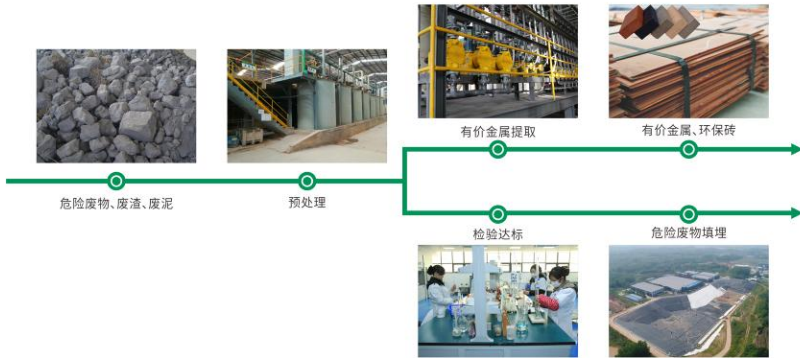 有价金属提取
有价金属、环保砖
危险废物、废渣、废泥
预处理
检验达标
危险废物填埋